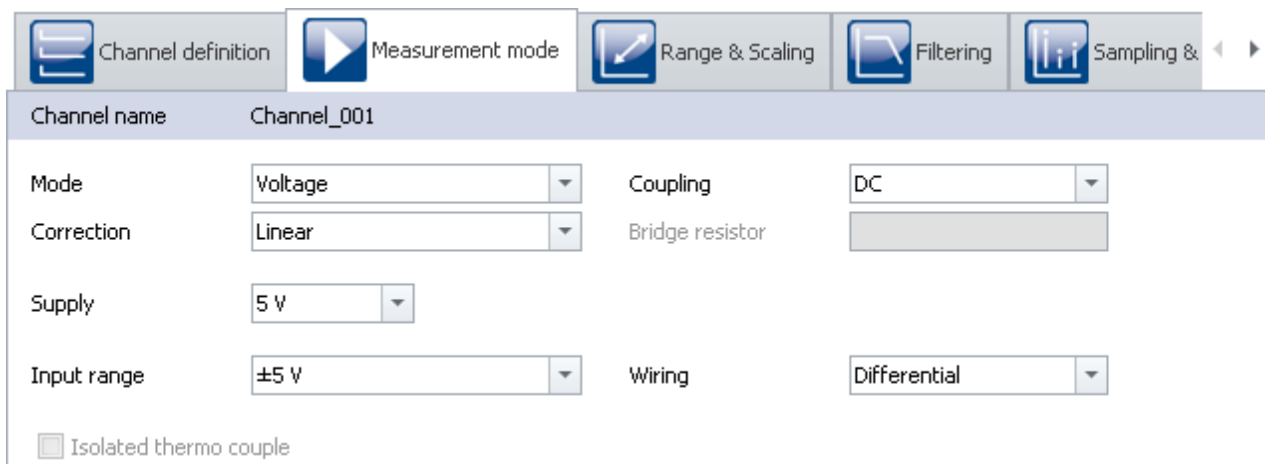 Channel definition Measurement mode Range & Scaling Filtering Sampling &
Channel name Channel_001
Mode Voltage Coupling DC
Correction Linear Bridge resistor
Supply 5 V
Input range ±5 V Wiring Differential
Isolated thermo couple